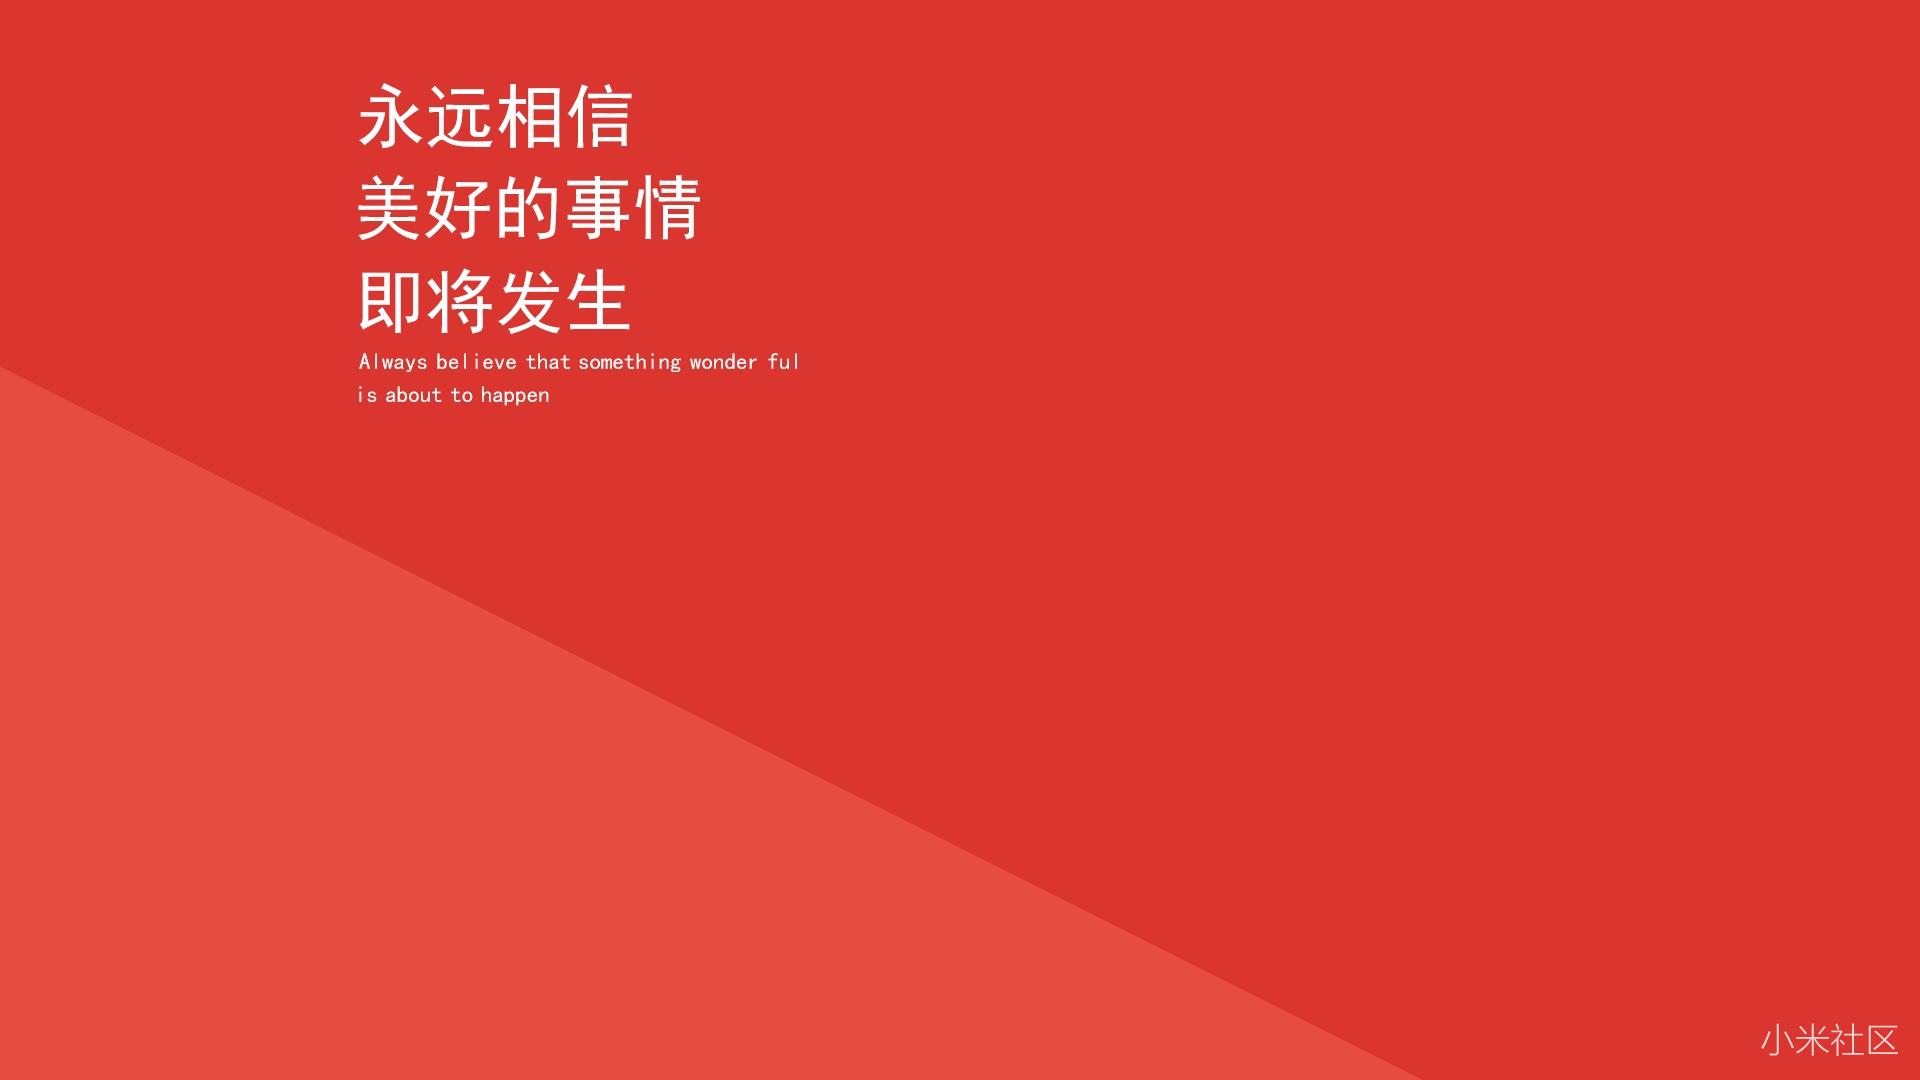 永远相信
美好的事情
即将发生
Always believe that something wonder ful
is about to happen
小米社区